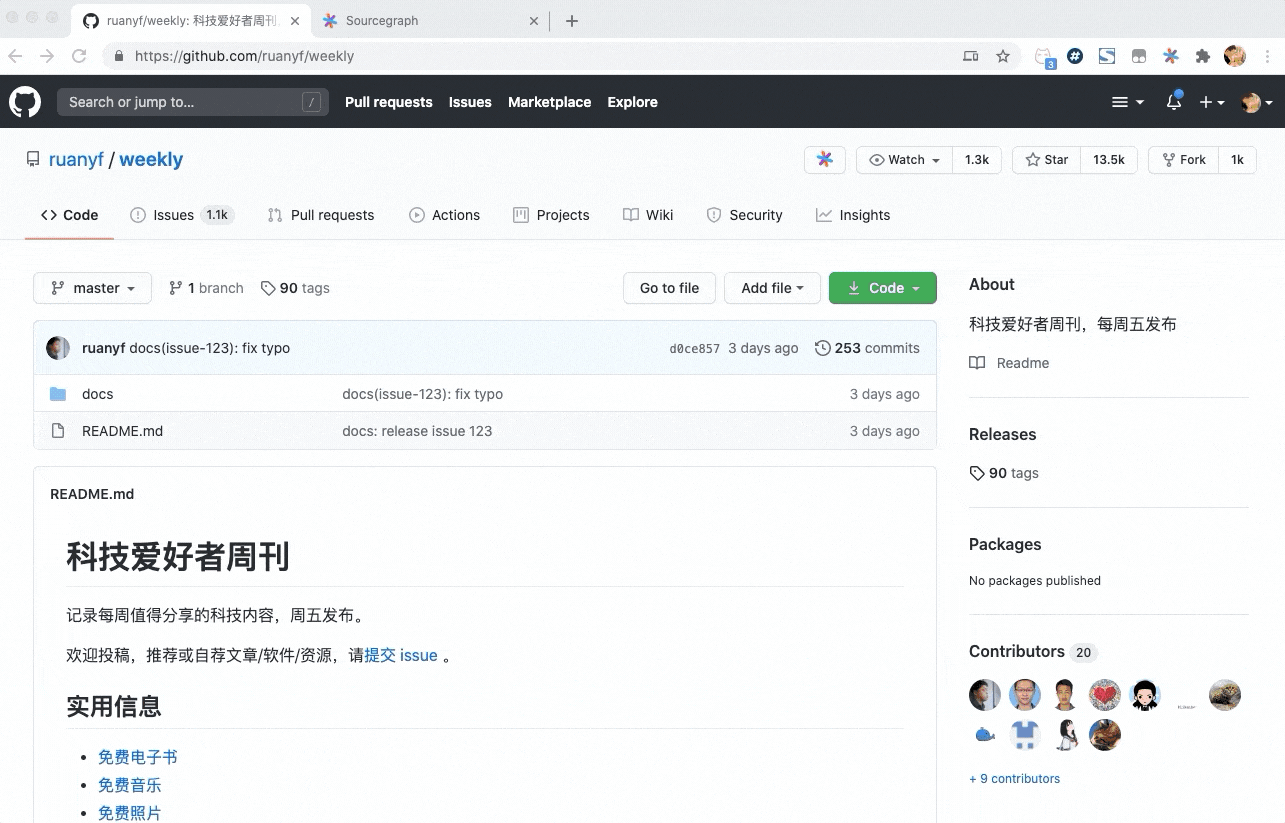 ruanyf/weekly: 科技爱好者周刊
Sourcegraph
https://github.com/ruanyf/weekly
3
Search or jump to...
/
Pull requests
Issues
Marketplace
Explore
ruanyf / weekly
Watch
1.3k
Star
13.5k
Fork
1k
Code
Issues 1.1k
Pull requests
Actions
Projects
Wiki
Security
Insights
master
1 branch
90 tags
Go to file
Add file
Code
ruanyf docs(issue-123): fix typo
d0ce857 3 days ago
253 commits
docs
docs(issue-123): fix typo
3 days ago
README.md
docs: release issue 123
3 days ago
README.md
科技爱好者周刊
记录每周值得分享的科技内容，周五发布。
欢迎投稿，推荐或自荐文章/软件/资源，请提交 issue 。
实用信息
免费电子书
免费音乐
免费照片
About
科技爱好者周刊，每周五发布
Readme
Releases
90 tags
Packages
No packages published
Contributors 20
+ 9 contributors